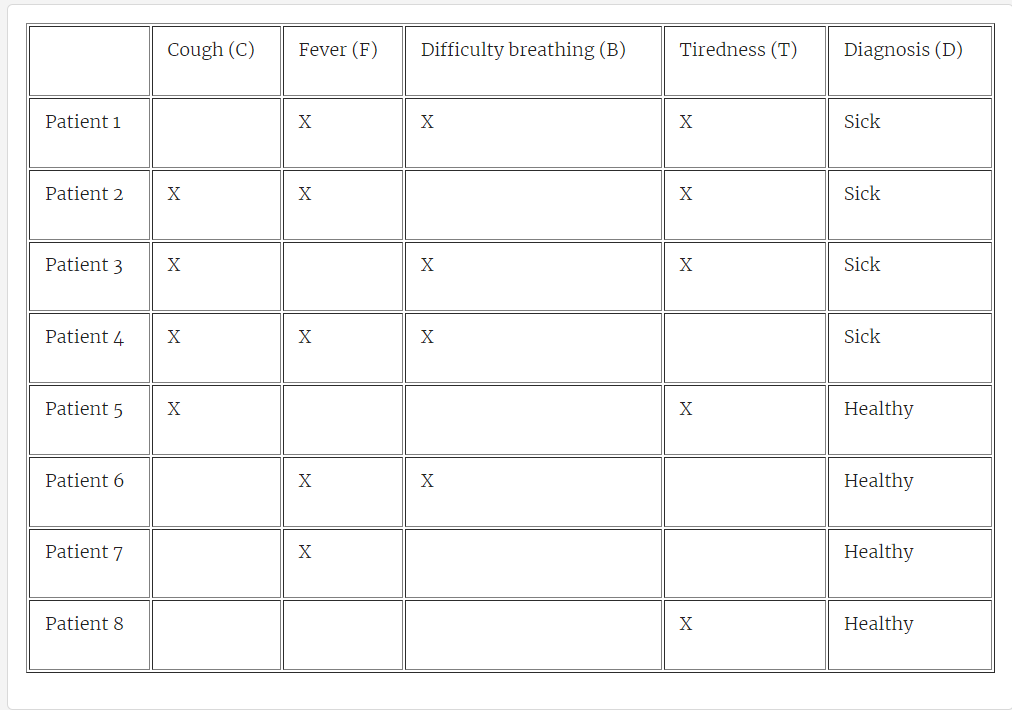 Cough (C) Fever (F) Difficulty breathing (B) Tiredness (T) Diagnosis (D)
Patient 1 X X X Sick
Patient 2 X X X Sick
Patient 3 X X X Sick
Patient 4 X X X Sick
Patient 5 X X Healthy
Patient 6 X X Healthy
Patient 7 X Healthy
Patient 8 X Healthy